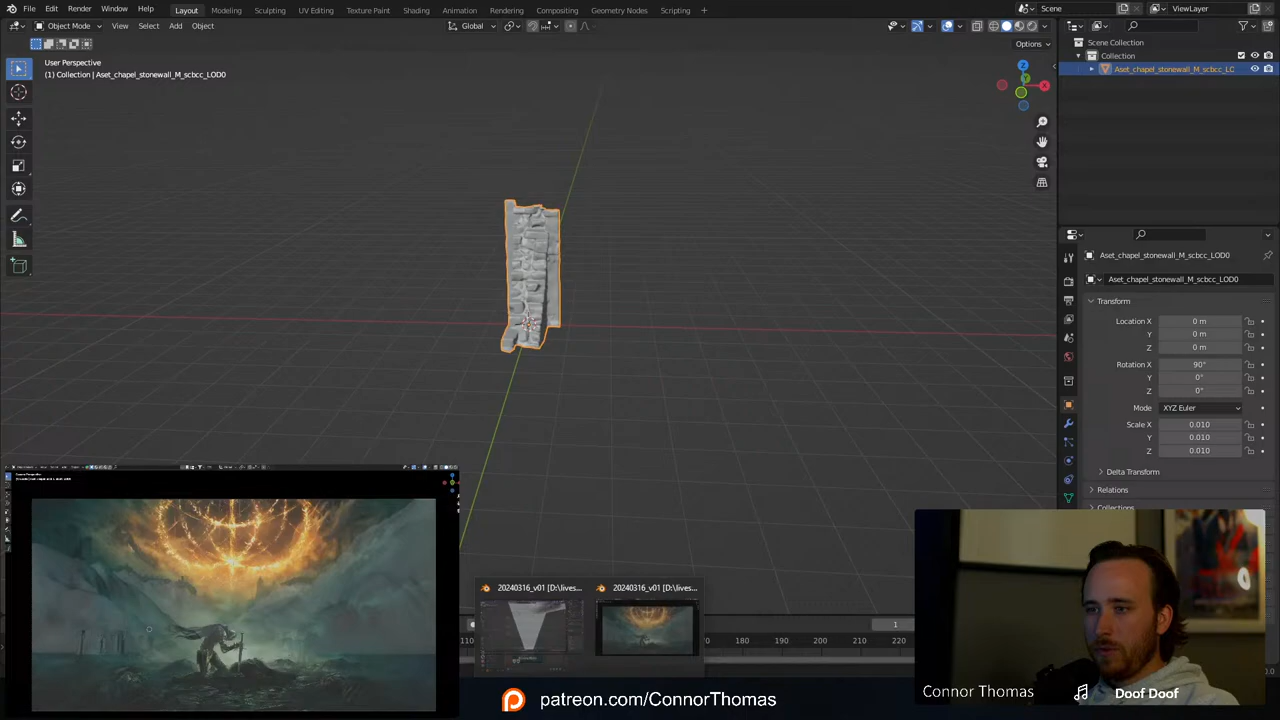 File Edit Render Window Help Layout Modeling Sculpting UV Editing Texture Paint Shading Animation Rendering Compositing Geometry Nodes Scripting + Scene ViewLayer
Object Mode View Select Add Object Global
Options
User Perspective
(1) Collection | Aset_chapel_stonewall_M_scbcc_LOD0
Scene Collection
Collection
Aset_chapel_stonewall_M_scbcc_LC
Z
Y
X
Aset_chapel_stonewall_M_scbcc_LOD0
Aset_chapel_stonewall_M_scbcc_LOD0
Transform
Location X 0 m
Y 0 m
Z 0 m
Rotation X 90°
Y 0°
Z 0°
Mode XYZ Euler
Scale X 0.010
Y 0.010
Z 0.010
Delta Transform
Relations
Collections
20240316_v01 [D:\lives... 20240316_v01 [D:\lives...
1
110 170 180 190 200 210 220
patreon.com/ConnorThomas
Connor Thomas
Doof Doof